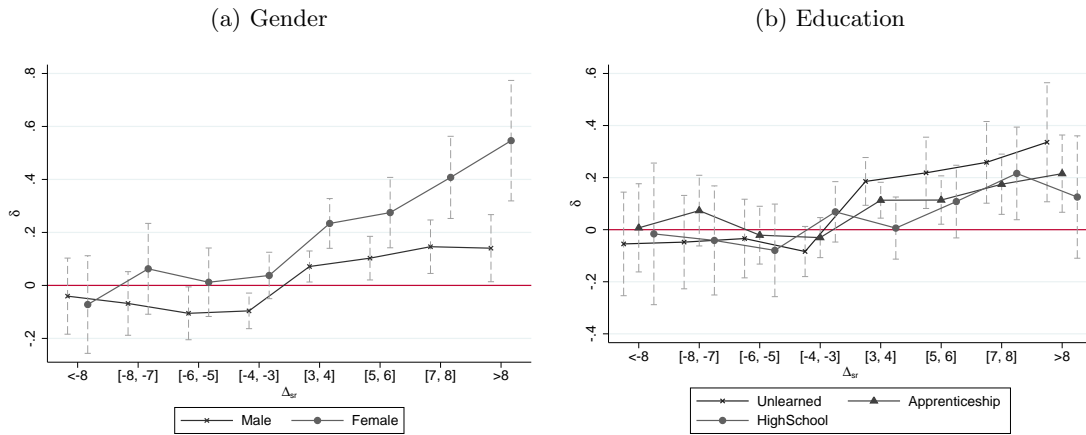 (a) Gender
.8
.6
.4
.2
0
-.2
δ
<-8 [-8, -7] [-6, -5] [-4, -3] [3, 4] [5, 6] [7, 8] >8
Δsr
Male Female
(b) Education
.6
.4
.2
0
-.2
-.4
δ
<-8 [-8, -7] [-6, -5] [-4, -3] [3, 4] [5, 6] [7, 8] >8
Δsr
Unlearned Apprenticeship
HighSchool